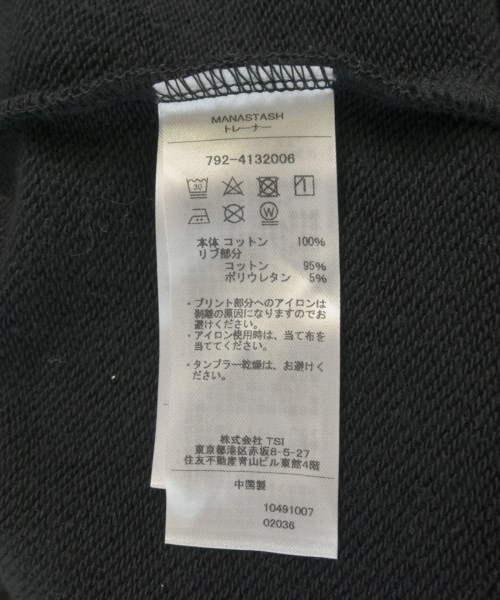 MANASTASH
トレーナー
792-4132006
30
W
本体 コットン 100%
リブ部分
コットン 95%
ポリウレタン 5%
・プリント部分へのアイロンは
剥離の原因になりますのでお
避けください。
・アイロン使用時は、当て布を
当ててください。
・タンブラー乾燥は、お避けく
ださい。
株式会社 TSI
東京都港区赤坂8-5-27
住友不動産青山ビル東館4階
中国製
10491007
02036